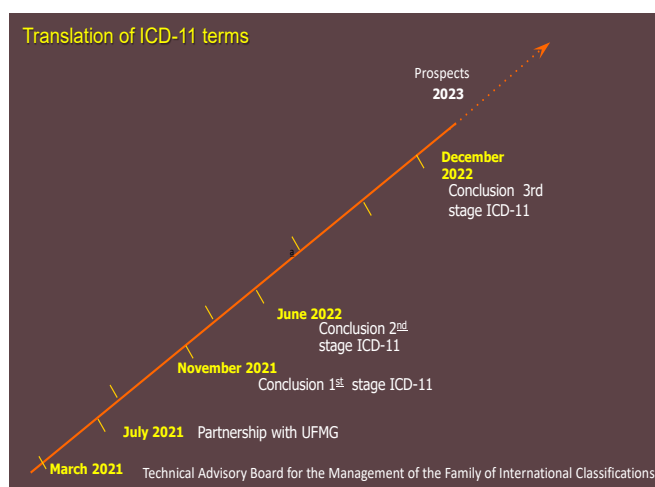 Translation of ICD-11 terms
Prospects
2023
December
2022
Conclusion 3rd
stage ICD-11
June 2022
Conclusion 2nd
stage ICD-11
November 2021
Conclusion 1st stage ICD-11
July 2021 Partnership with UFMG
March 2021 Technical Advisory Board for the Management of the Family of International Classifications